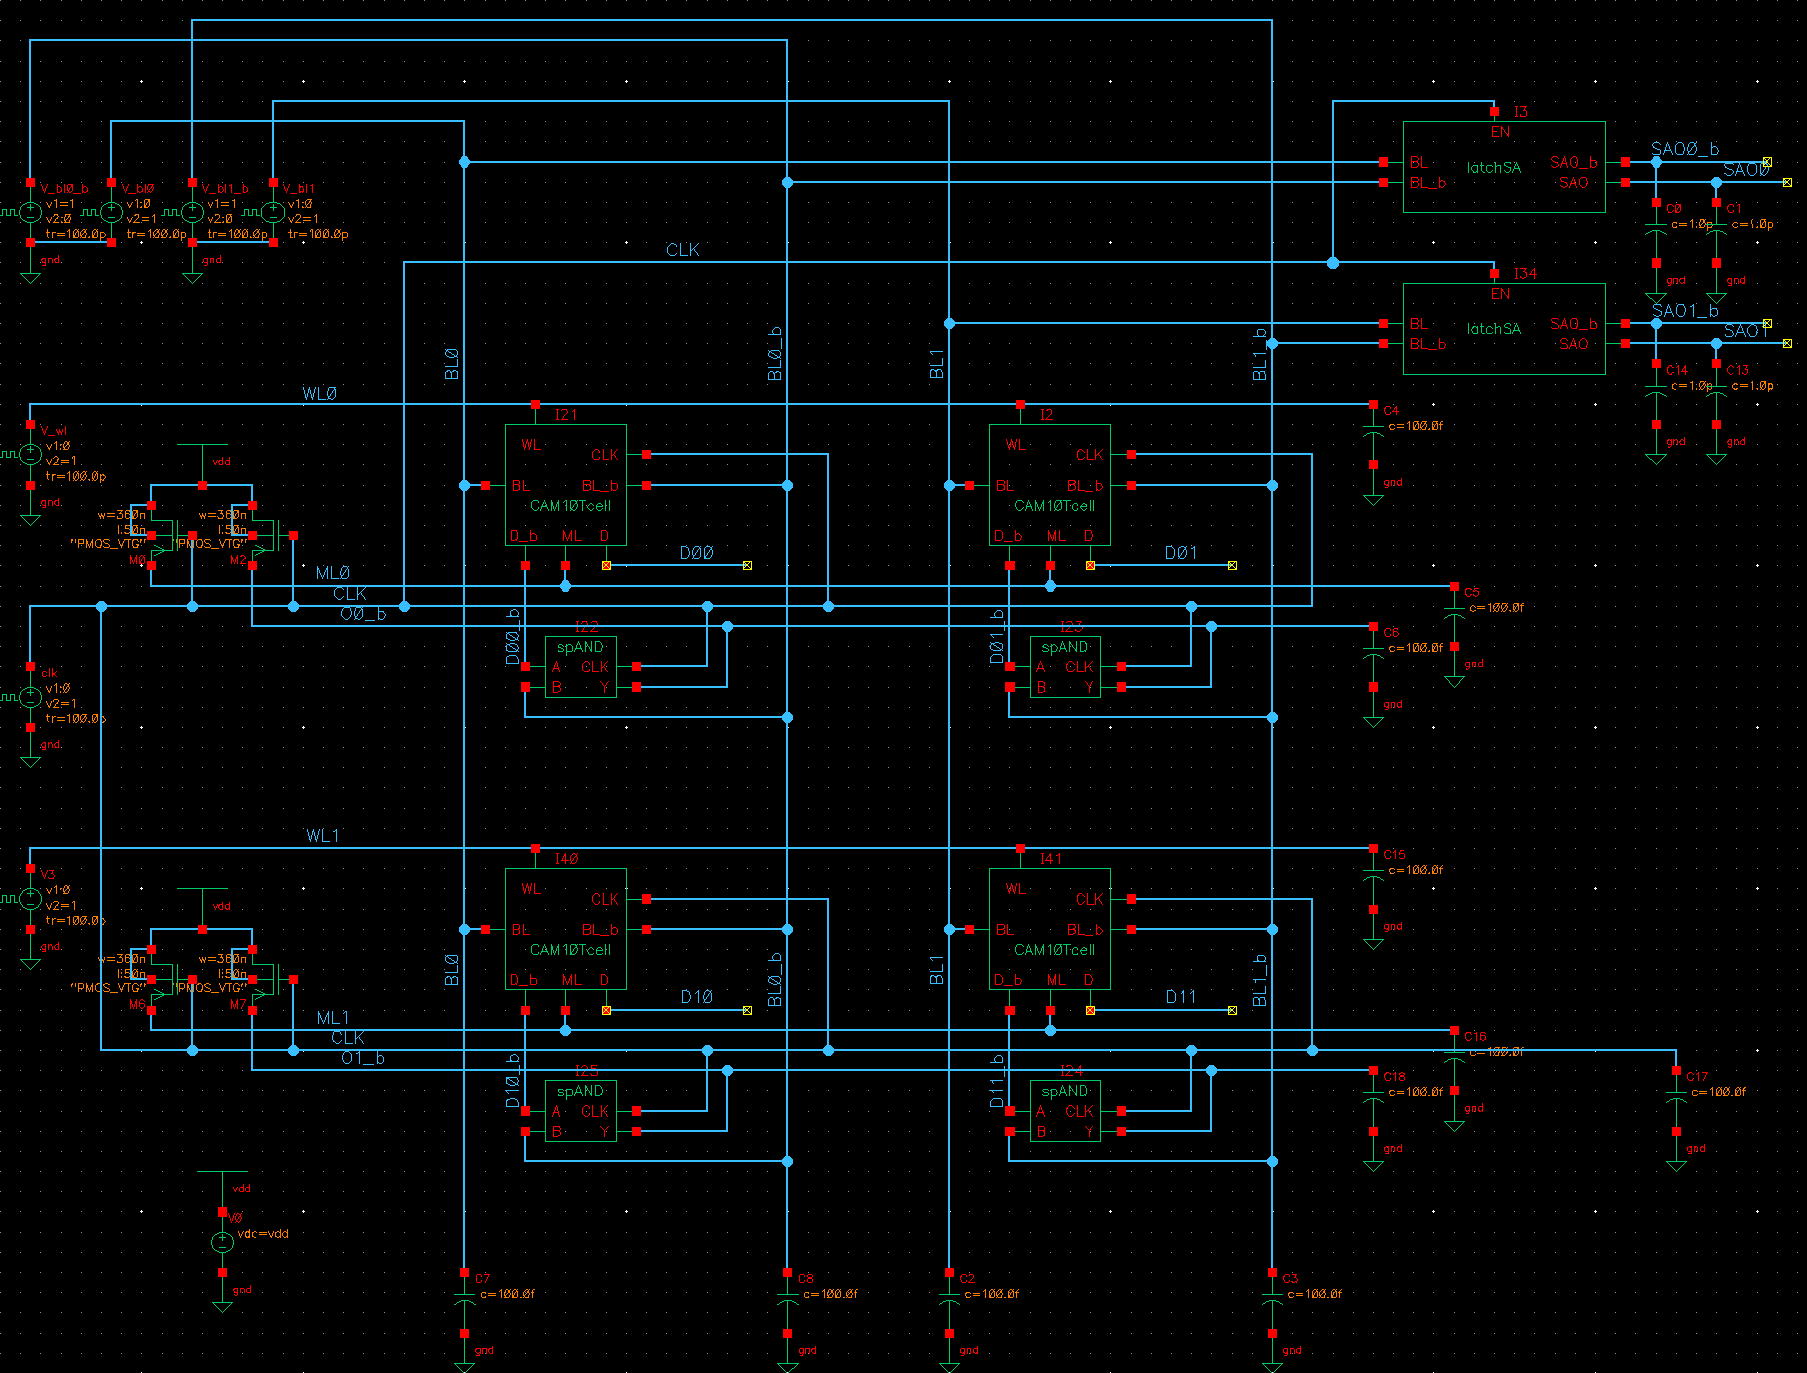 I3
EN
BL
BL_b
latchSA
SAO_b
SAO
SAO0_b
SAO0
C0
c=1.0p
C1
c=1.0p
gnd
gnd
V_bl0_b
v1=1
v2:0
tr=100.0p
gnd
V_bl0
v1:0
v2=1
tr=100.0p
V_bl1_b
v1=1
v2:0
tr=100.0p
gnd
V_bl1
v1:0
v2=1
tr=100.0p
CLK
I34
EN
BL
BL_b
latchSA
SAO_b
SAO
SAO1_b
SAO1
C14
c=1.0p
C13
c=1.0p
gnd
gnd
BL0
BL0_b
BL1
BL1_b
WL0
V_wl
v1:0
v2=1
tr=100.0p
gnd
vdd
w=360n
l:50n
"PMOS_VTG"
M0
w=360n
l:50n
"PMOS_VTG"
M2
I21
WL
CLK
BL
BL_b
CAM10Tcell
D_b
ML
D
D00
I2
WL
CLK
BL
BL_b
CAM10Tcell
D_b
ML
D
D01
C4
c=100.0f
gnd
ML0
CLK
O0_b
C5
c=100.0f
gnd
C6
c=100.0f
gnd
D00_b
I22
spAND
A
CLK
B
Y
D01_b
I23
spAND
A
CLK
B
Y
clk
v1:0
v2=1
tr=100.0p
gnd
WL1
V3
v1:0
v2=1
tr=100.0p
gnd
vdd
w=360n
l:50n
"PMOS_VTG"
M6
w=360n
l:50n
"PMOS_VTG"
M7
I40
WL
CLK
BL
BL_b
CAM10Tcell
D_b
ML
D
D10
I41
WL
CLK
BL
BL_b
CAM10Tcell
D_b
ML
D
D11
C15
c=100.0f
gnd
BL0
BL0_b
BL1
BL1_b
ML1
CLK
O1_b
C16
c=100.0f
gnd
C18
c=100.0f
gnd
C17
c=100.0f
gnd
D10_b
I25
spAND
A
CLK
B
Y
D11_b
I24
spAND
A
CLK
B
Y
vdd
V0
vdc=vdd
gnd
C7
c=100.0f
gnd
C8
c=100.0f
gnd
C2
c=100.0f
gnd
C3
c=100.0f
gnd